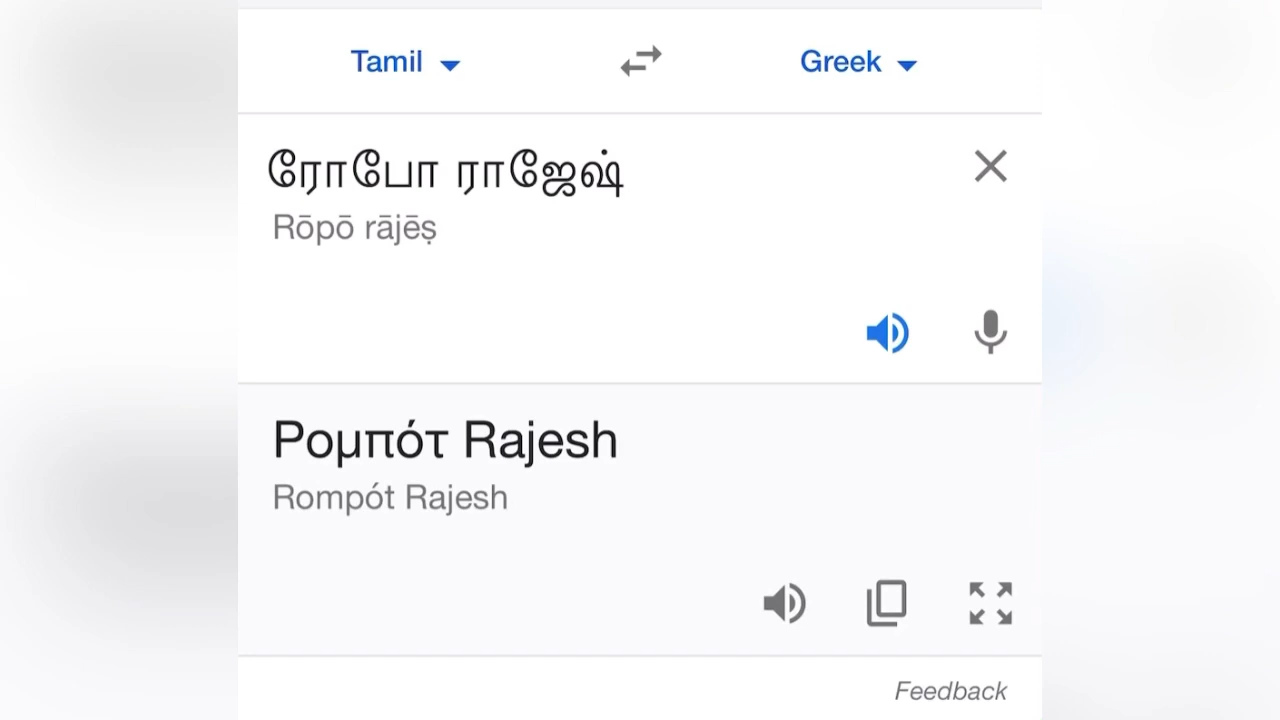 Tamil Greek
ரோபோ ராஜேஷ்
Rōpō rājēṣ
Ρομπότ Rajesh
Rompót Rajesh
Feedback